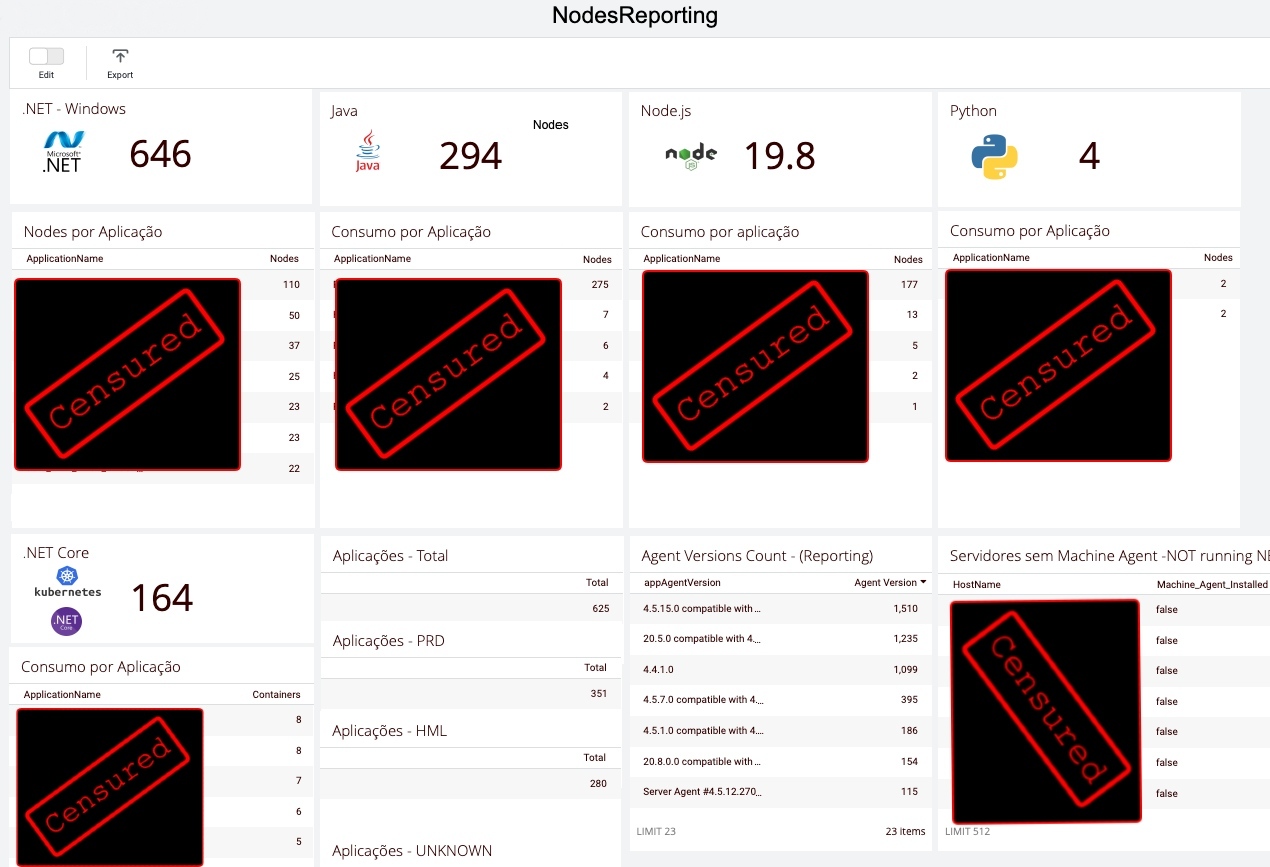 NodesReporting
Edit
Export
.NET - Windows
Microsoft
.NET
646
Java
Java
294
Nodes
Node.js
node
JS
19.8
Python
4
Nodes por Aplicação
ApplicationName
Nodes
Censured
110
50
37
25
23
23
22
Consumo por Aplicação
ApplicationName
Nodes
Censured
275
7
6
4
2
Consumo por aplicação
ApplicationName
Nodes
Censured
177
13
5
2
1
Consumo por Aplicação
ApplicationName
Nodes
Censured
2
2
.NET Core
kubernetes
.NET
Core
164
Consumo por Aplicação
ApplicationName
Containers
Censured
8
8
7
6
5
Aplicações - Total
Total
625
Aplicações - PRD
Total
351
Aplicações - HML
Total
280
Aplicações - UNKNOWN
Agent Versions Count - (Reporting)
appAgentVersion Agent Version
4.5.15.0 compatible with ... 1,510
20.5.0 compatible with 4.... 1,235
4.4.1.0 1,099
4.5.7.0 compatible with 4.... 395
4.5.1.0 compatible with 4.... 186
20.8.0.0 compatible with ... 154
Server Agent #4.5.12.270... 115
LIMIT 23 23 items
Servidores sem Machine Agent -NOT running
HostName Machine_Agent_Installed
Censured
false
false
false
false
false
false
false
LIMIT 512